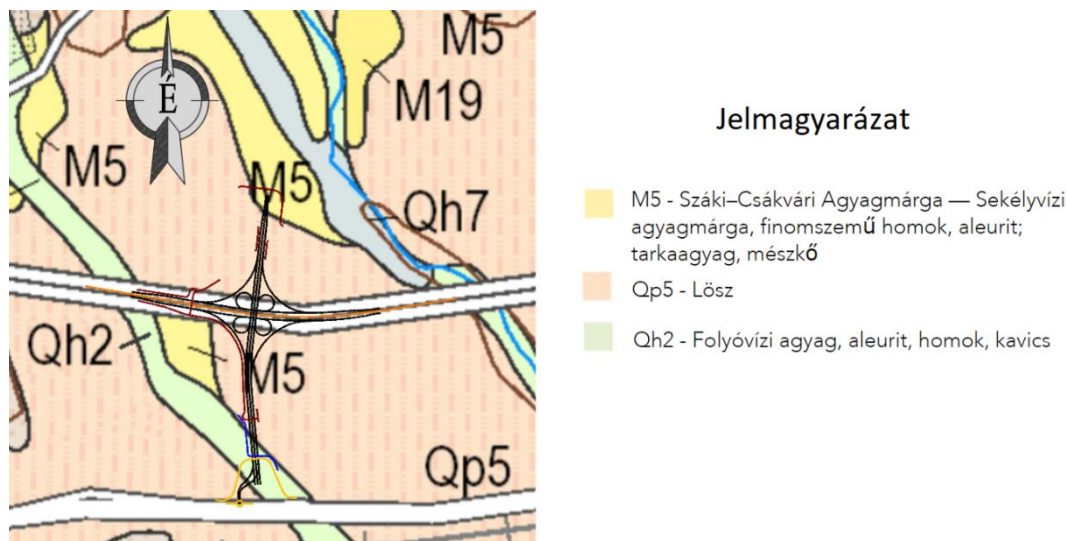 M5
É
M19
M5
M5
Qh7
Qh2
M5
Qp5
Jelmagyarázat
M5 - Száki–Csákvári Agyagmárga — Sekélyvízi
agyagmárga, finomszemű homok, aleurit;
tarkaagyag, mészkő
Qp5 - Lösz
Qh2 - Folyóvízi agyag, aleurit, homok, kavics